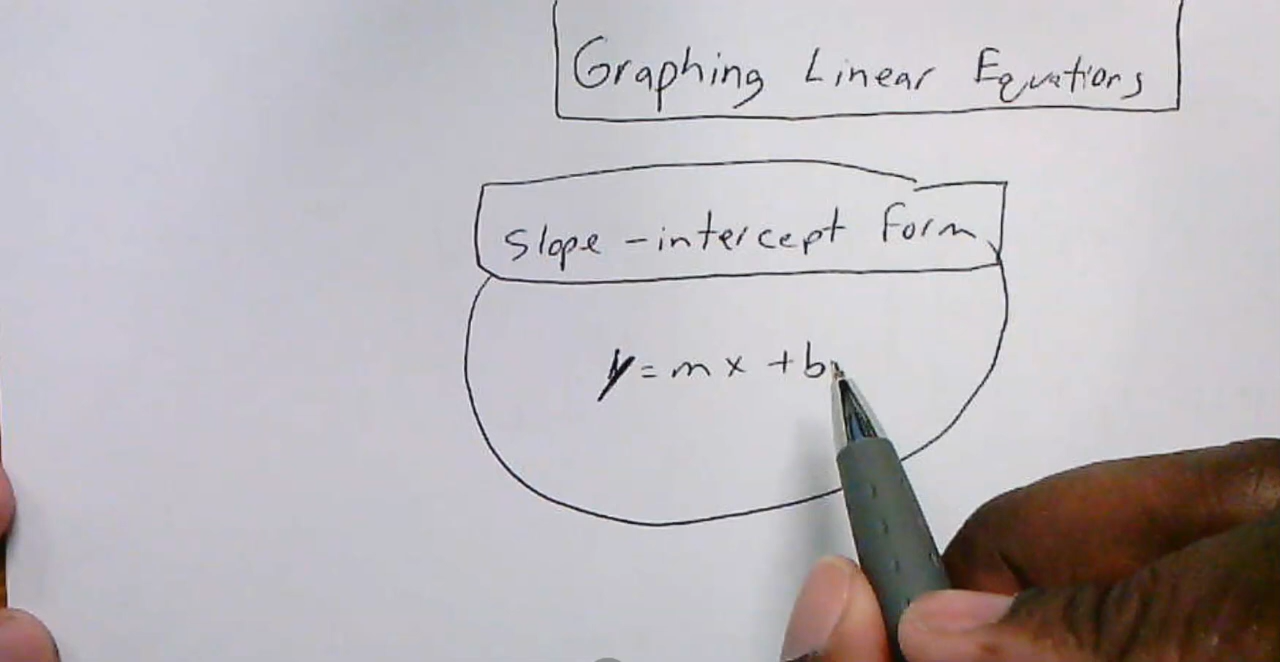 Graphing Linear Equations
Slope-intercept Form
y = mx + b